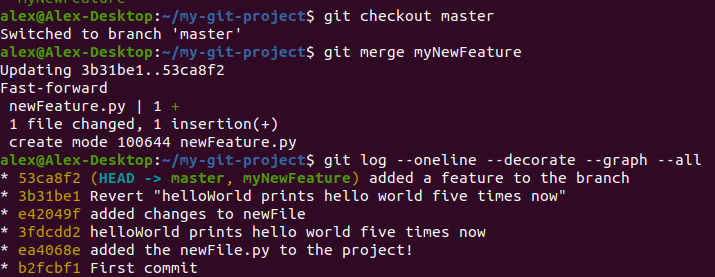 myNewFeature
alex@Alex-Desktop:~/my-git-project$ git checkout master
Switched to branch 'master'
alex@Alex-Desktop:~/my-git-project$ git merge myNewFeature
Updating 3b31be1..53ca8f2
Fast-forward
 newFeature.py | 1 +
 1 file changed, 1 insertion(+)
 create mode 100644 newFeature.py
alex@Alex-Desktop:~/my-git-project$ git log --oneline --decorate --graph --all
* 53ca8f2 (HEAD -> master, myNewFeature) added a feature to the branch
* 3b31be1 Revert "helloWorld prints hello world five times now"
* e42049f added changes to newFile
* 3fdcdd2 helloWorld prints hello world five times now
* ea4068e added the newFile.py to the project!
* b2fcbf1 First commit